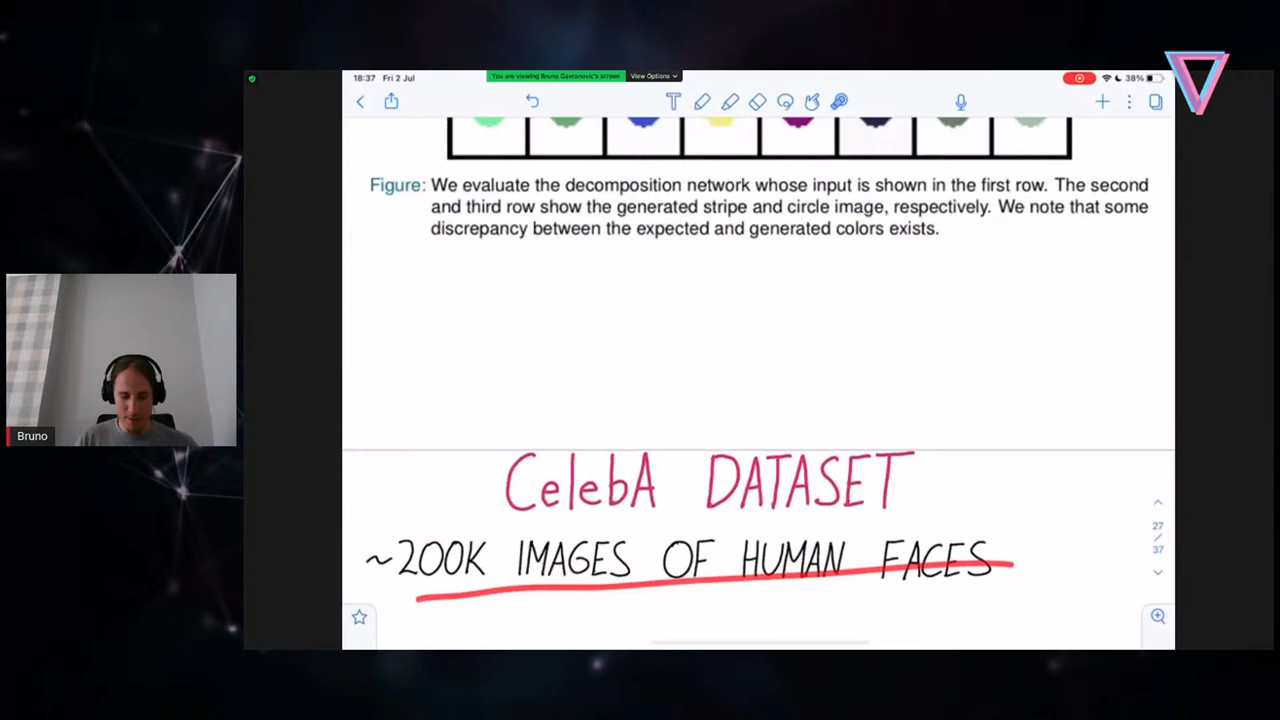 18:37 Fri 2 Jul
You are viewing Bruno Gavranovic's screen View Options
38%
Figure: We evaluate the decomposition network whose input is shown in the first row. The second
and third row show the generated stripe and circle image, respectively. We note that some
discrepancy between the expected and generated colors exists.
Bruno
CelebA DATASET
~200K IMAGES OF HUMAN FACES
27
/
37